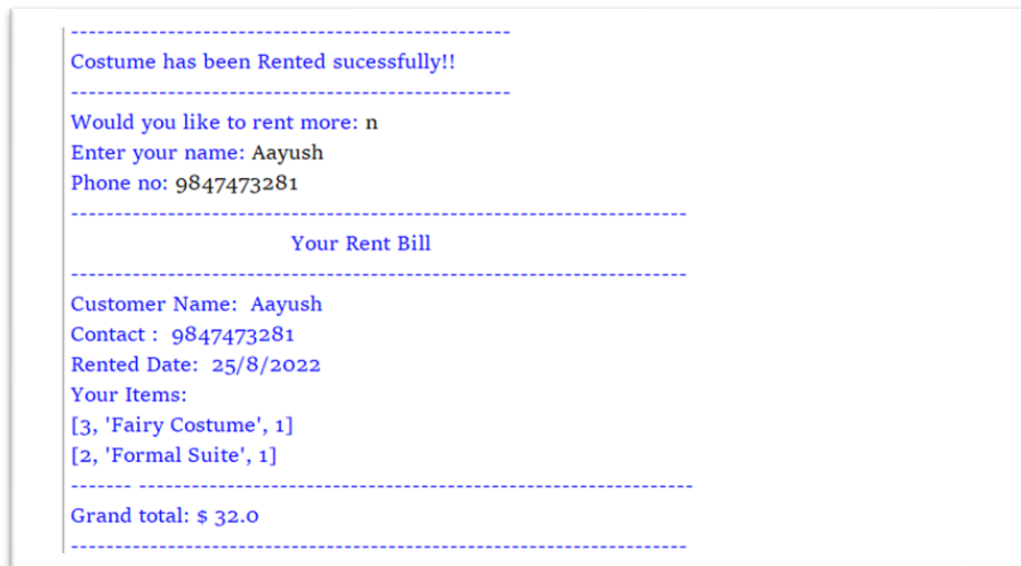 --------------------------------------------------
Costume has been Rented sucessfully!!
--------------------------------------------------
Would you like to rent more: n
Enter your name: Aayush
Phone no: 9847473281
----------------------------------------------------------------------
Your Rent Bill
----------------------------------------------------------------------
Customer Name:  Aayush
Contact :  9847473281
Rented Date:  25/8/2022
Your Items:
[3, 'Fairy Costume', 1]
[2, 'Formal Suite', 1]
------- ---------------------------------------------------------------
Grand total: $ 32.0
----------------------------------------------------------------------